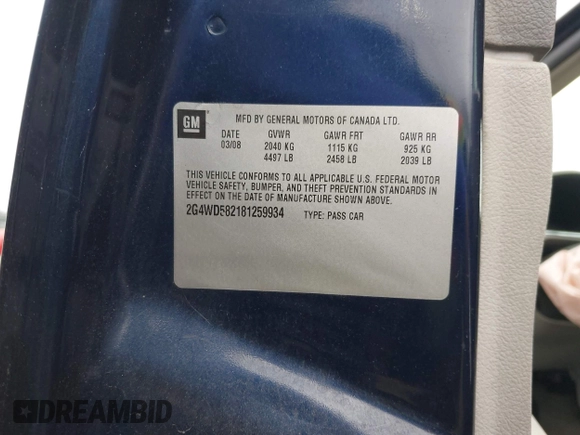 GM
MFD BY GENERAL MOTORS OF CANADA LTD.
DATE GVWR GAWR FRT GAWR RR
03/08 2040 KG 1115 KG 925 KG
4497 LB 2458 LB 2039 LB
THIS VEHICLE CONFORMS TO ALL APPLICABLE U.S. FEDERAL MOTOR
VEHICLE SAFETY, BUMPER, AND THEFT PREVENTION STANDARDS IN
EFFECT ON THE DATE OF MANUFACTURE SHOWN ABOVE.
2G4WD582181259934 TYPE: PASS CAR
DREAMBID